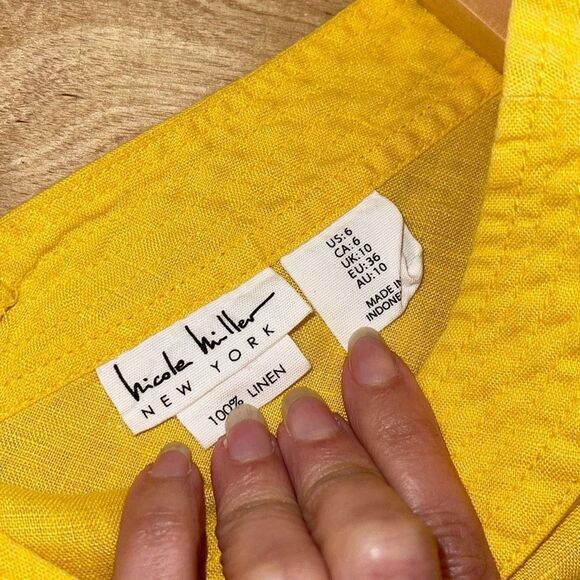 nicole miller
NEW YORK
100% LINEN
US:6
CA:6
UK:10
EU:36
AU:10
MADE IN